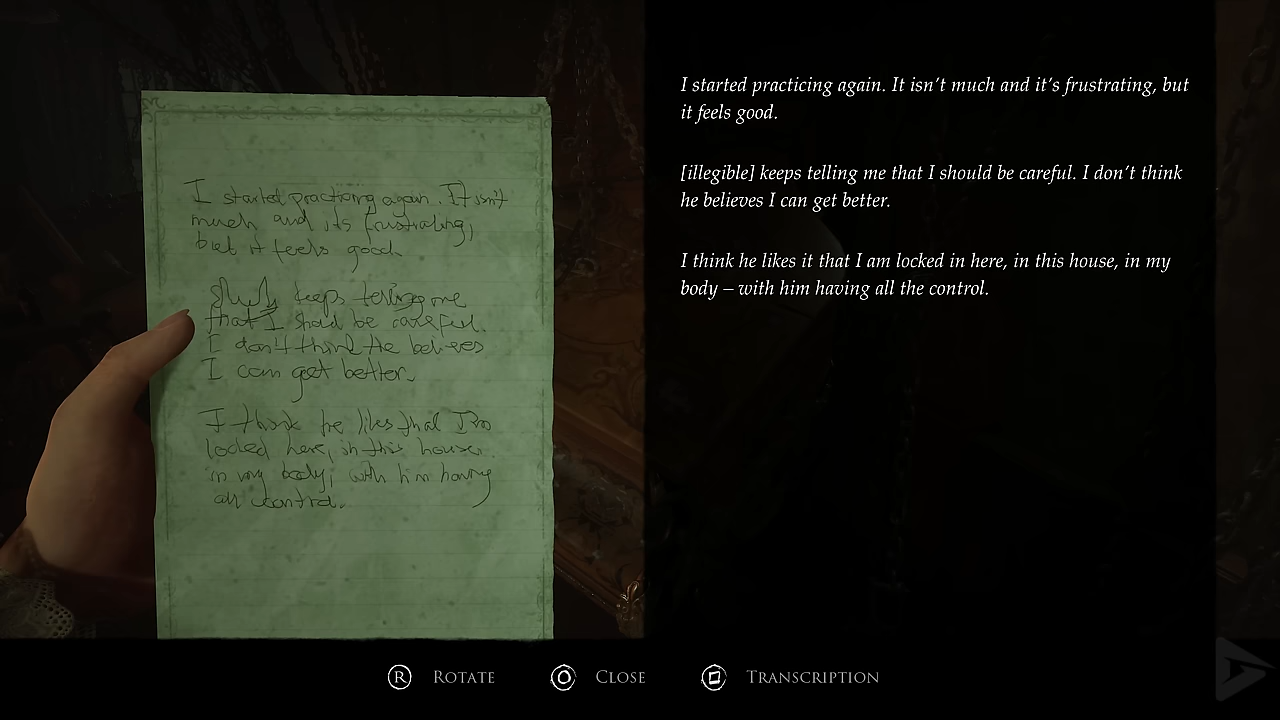 I started practicing again. It isn't
much and its frustrating,
but it feels good.
keeps telling me
that I shoud be careful.
I don't think He believes
I can get better.
I think he likes that I'm
locked here, in this house,
in my body, with him having
all control.
I started practicing again. It isn’t much and it’s frustrating, but
it feels good.
[illegible] keeps telling me that I should be careful. I don’t think
he believes I can get better.
I think he likes it that I am locked in here, in this house, in my
body – with him having all the control.
R ROTATE CLOSE TRANSCRIPTION